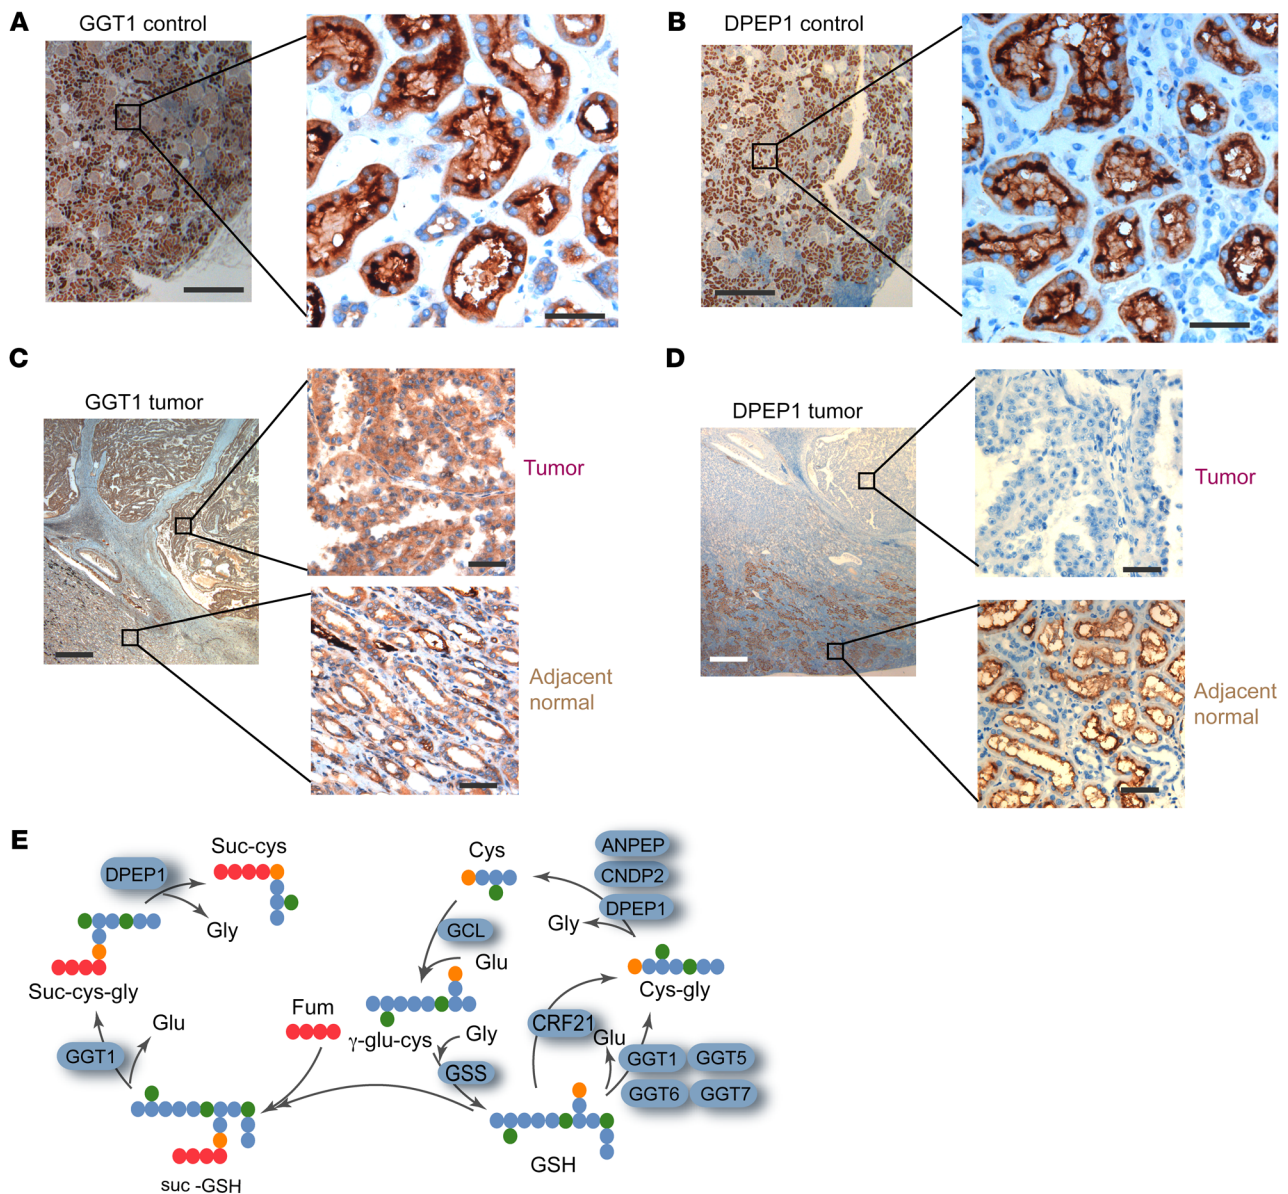 A
GGT1 control
B
DPEP1 control
C
GGT1 tumor
Tumor
Adjacent
normal
D
DPEP1 tumor
Tumor
Adjacent
normal
E
DPEP1
Suc-cys
Gly
Suc-cys-gly
Glu
GGT1
suc -GSH
Fum
Cys
GCL
Glu
γ-glu-cys
Gly
GSS
GSH
ANPEP
CNDP2
DPEP1
Gly
Cys-gly
CRF21
Glu
GGT1
GGT5
GGT6
GGT7